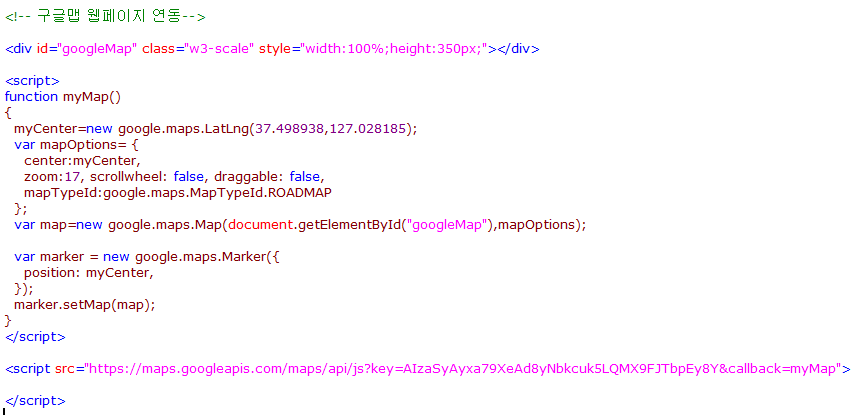 <!-- 구글맵 웹페이지 연동-->
<div id="googleMap" class="w3-scale" style="width:100%;height:350px;"></div>
<script>
function myMap()
{
myCenter=new google.maps.LatLng(37.498938,127.028185);
var mapOptions= {
center:myCenter,
zoom:17, scrollwheel: false, draggable: false,
mapTypeId:google.maps.MapTypeId.ROADMAP
};
var map=new google.maps.Map(document.getElementById("googleMap"),mapOptions);
var marker = new google.maps.Marker({
position: myCenter,
});
marker.setMap(map);
}
</script>
<script src="https://maps.googleapis.com/maps/api/js?key=AIzaSyAyxa79XeAd8yNbkcuk5LQMX9FJTbpEy8Y&callback=myMap">
</script>